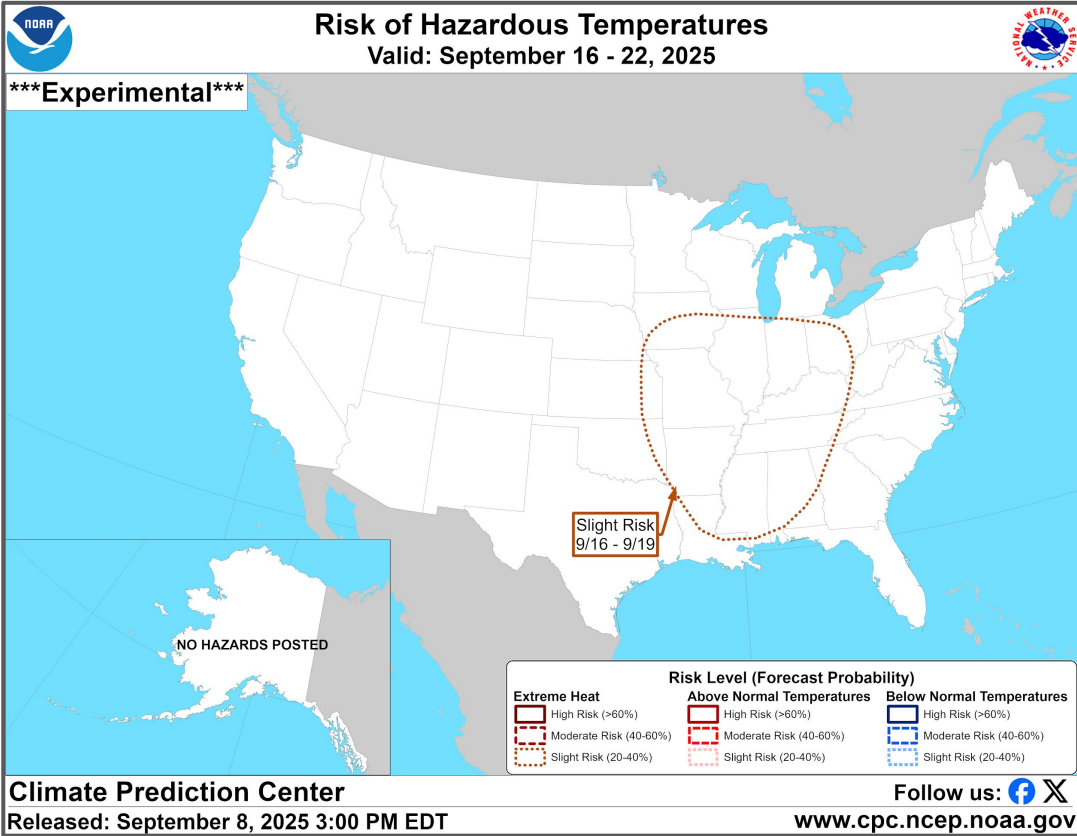 NOAA
Risk of Hazardous Temperatures
Valid: September 16 - 22, 2025
NATIONAL WEATHER SERVICE
***Experimental***
Slight Risk
9/16 - 9/19
NO HAZARDS POSTED
Risk Level (Forecast Probability)
Extreme Heat
High Risk (>60%)
Moderate Risk (40-60%)
Slight Risk (20-40%)
Above Normal Temperatures
High Risk (>60%)
Moderate Risk (40-60%)
Slight Risk (20-40%)
Below Normal Temperatures
High Risk (>60%)
Moderate Risk (40-60%)
Slight Risk (20-40%)
Climate Prediction Center
Follow us:
Released: September 8, 2025 3:00 PM EDT
www.cpc.ncep.noaa.gov